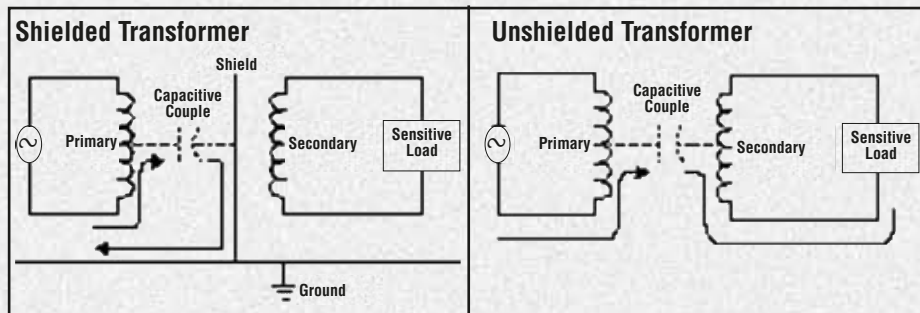 Shielded Transformer
Shield
Capacitive
Couple
Primary
Secondary
Sensitive
Load
Ground
Unshielded Transformer
Capacitive
Couple
Primary
Secondary
Sensitive
Load